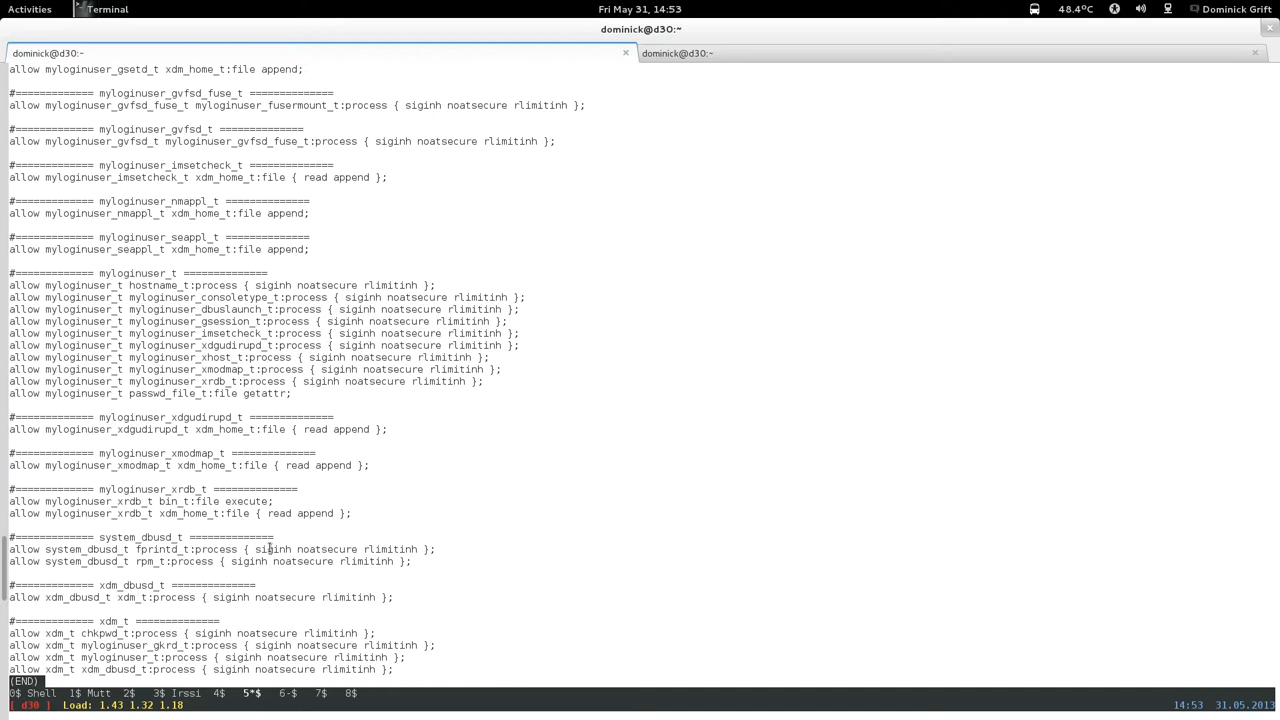 Activities Terminal Fri May 31, 14:53 48.4°C Dominick Grift
dominick@d30:~
dominick@d30:~ × dominick@d30:~ ×
allow myloginuser_gsetd_t xdm_home_t:file append;
#============= myloginuser_gvfsd_fuse_t ==============
allow myloginuser_gvfsd_fuse_t myloginuser_fusermount_t:process { siginh noatsecure rlimitinh };
#============= myloginuser_gvfsd_t ==============
allow myloginuser_gvfsd_t myloginuser_gvfsd_fuse_t:process { siginh noatsecure rlimitinh };
#============= myloginuser_imsetcheck_t ==============
allow myloginuser_imsetcheck_t xdm_home_t:file { read append };
#============= myloginuser_nmappl_t ==============
allow myloginuser_nmappl_t xdm_home_t:file append;
#============= myloginuser_seappl_t ==============
allow myloginuser_seappl_t xdm_home_t:file append;
#============= myloginuser_t ==============
allow myloginuser_t hostname_t:process { siginh noatsecure rlimitinh };
allow myloginuser_t myloginuser_consoletype_t:process { siginh noatsecure rlimitinh };
allow myloginuser_t myloginuser_dbuslaunch_t:process { siginh noatsecure rlimitinh };
allow myloginuser_t myloginuser_gsession_t:process { siginh noatsecure rlimitinh };
allow myloginuser_t myloginuser_imsetcheck_t:process { siginh noatsecure rlimitinh };
allow myloginuser_t myloginuser_xdgudirupd_t:process { siginh noatsecure rlimitinh };
allow myloginuser_t myloginuser_xhost_t:process { siginh noatsecure rlimitinh };
allow myloginuser_t myloginuser_xmodmap_t:process { siginh noatsecure rlimitinh };
allow myloginuser_t myloginuser_xrdb_t:process { siginh noatsecure rlimitinh };
allow myloginuser_t passwd_file_t:file getattr;
#============= myloginuser_xdgudirupd_t ==============
allow myloginuser_xdgudirupd_t xdm_home_t:file { read append };
#============= myloginuser_xmodmap_t ==============
allow myloginuser_xmodmap_t xdm_home_t:file { read append };
#============= myloginuser_xrdb_t ==============
allow myloginuser_xrdb_t bin_t:file execute;
allow myloginuser_xrdb_t xdm_home_t:file { read append };
#============= system_dbusd_t ==============
allow system_dbusd_t fprintd_t:process { siginh noatsecure rlimitinh };
allow system_dbusd_t rpm_t:process { siginh noatsecure rlimitinh };
#============= xdm_dbusd_t ==============
allow xdm_dbusd_t xdm_t:process { siginh noatsecure rlimitinh };
#============= xdm_t ==============
allow xdm_t chkpwd_t:process { siginh noatsecure rlimitinh };
allow xdm_t myloginuser_gkrd_t:process { siginh noatsecure rlimitinh };
allow xdm_t myloginuser_t:process { siginh noatsecure rlimitinh };
allow xdm_t xdm_dbusd_t:process { siginh noatsecure rlimitinh };
(END)
0$ Shell 1$ Mutt 2$ 3$ Irssi 4$ 5*$ 6-$ 7$ 8$
[ d30 ] Load: 1.43 1.32 1.18 14:53 31.05.2013